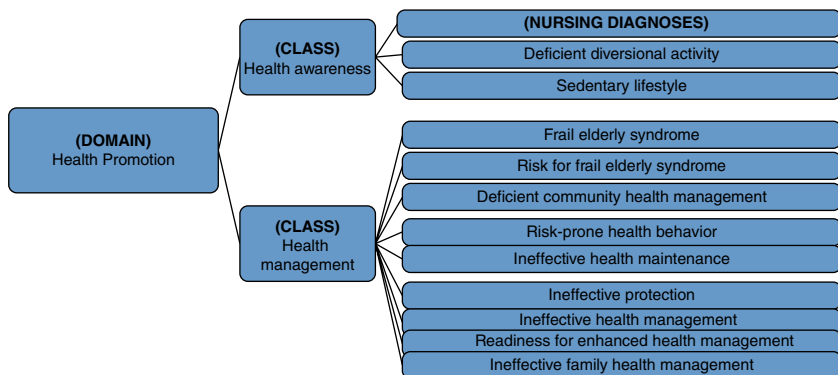 (DOMAIN)
Health Promotion
(CLASS)
Health awareness
(NURSING DIAGNOSES)
Deficient diversional activity
Sedentary lifestyle
(CLASS)
Health
management
Frail elderly syndrome
Risk for frail elderly syndrome
Deficient community health management
Risk-prone health behavior
Ineffective health maintenance
Ineffective protection
Ineffective health management
Readiness for enhanced health management
Ineffective family health management